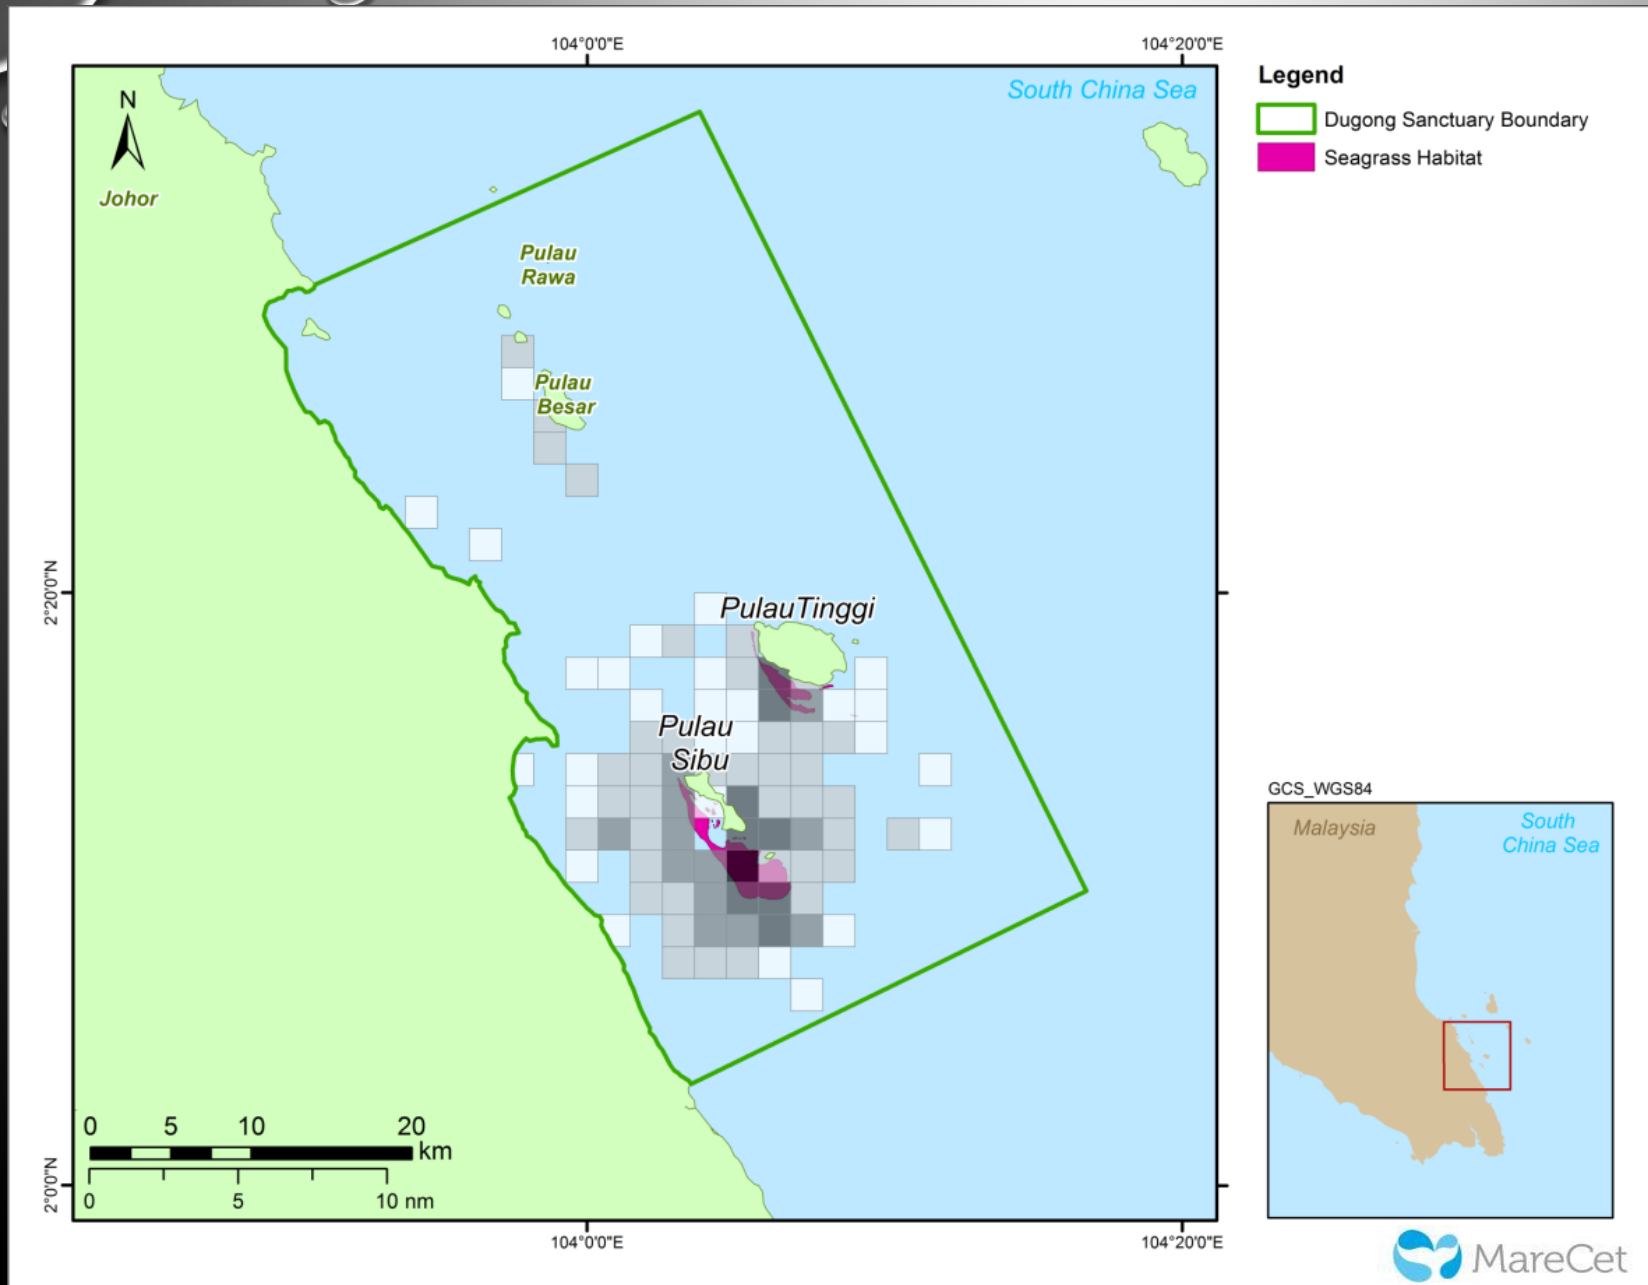 104°0'0"E
104°20'0"E
South China Sea
N
Johor
Pulau
Rawa
Pulau
Besar
2°20'0"N
PulauTinggi
Pulau
Sibu
0 5 10 20
km
0 5 10 nm
2°0'0"N
104°0'0"E
104°20'0"E
Legend
Dugong Sanctuary Boundary
Seagrass Habitat
GCS_WGS84
Malaysia
South
China Sea
MareCet